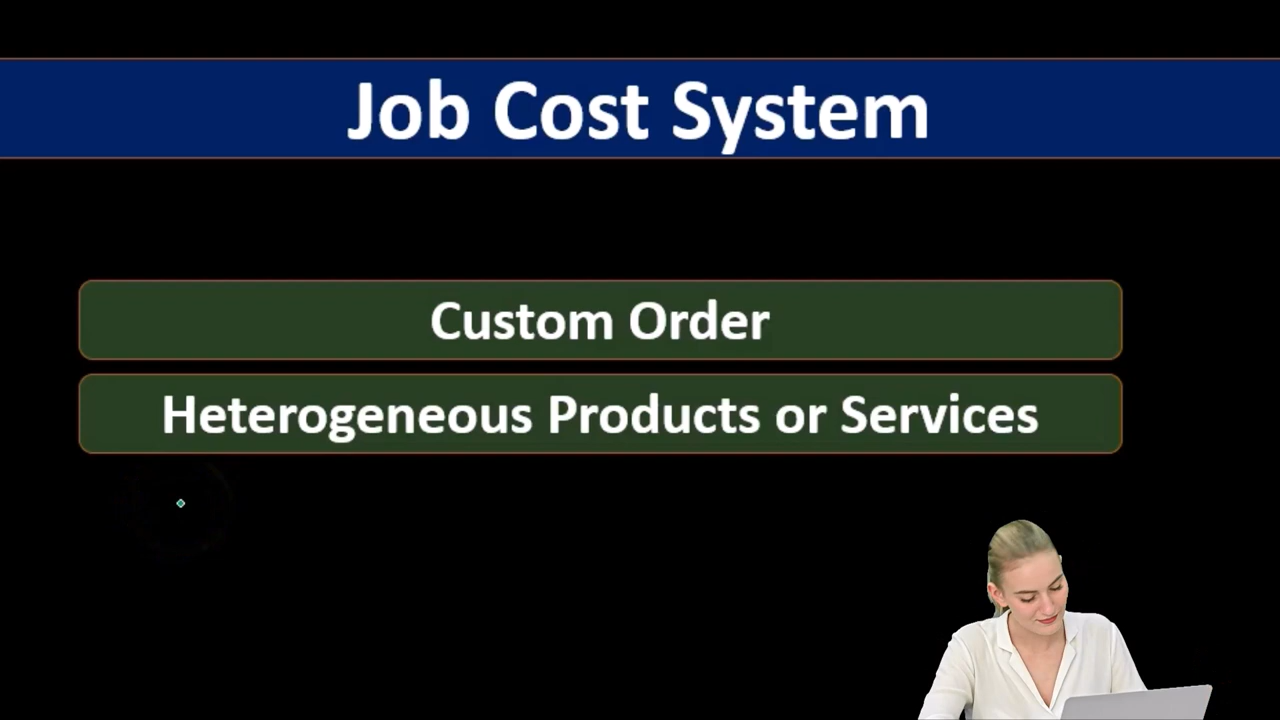 Job Cost System
Custom Order
Heterogeneous Products or Services